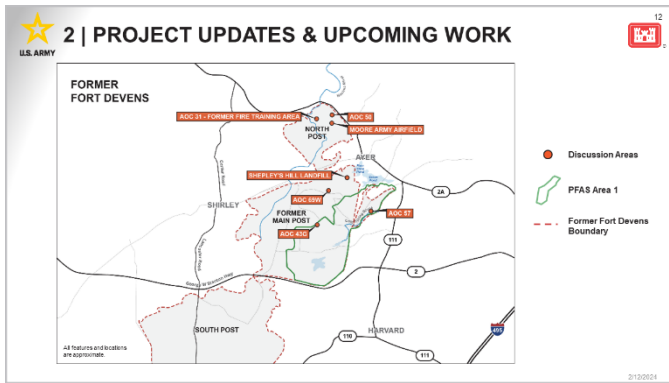 12
2 | PROJECT UPDATES & UPCOMING WORK
U.S. ARMY
FORMER
FORT DEVENS
AOC 31 - FORMER FIRE TRAINING AREA
AOC 50
MOORE ARMY AIRFIELD
NORTH
POST
AYER
2A
SHEPLEY'S HILL LANDFILL
SHIRLEY
AOC 69W
FORMER
MAIN POST
AOC 57
AOC 43G
111
2
SOUTH POST
110
HARVARD
495
111
All features and locations
are approximate.
Discussion Areas
PFAS Area 1
Former Fort Devens
Boundary
2/13/2024